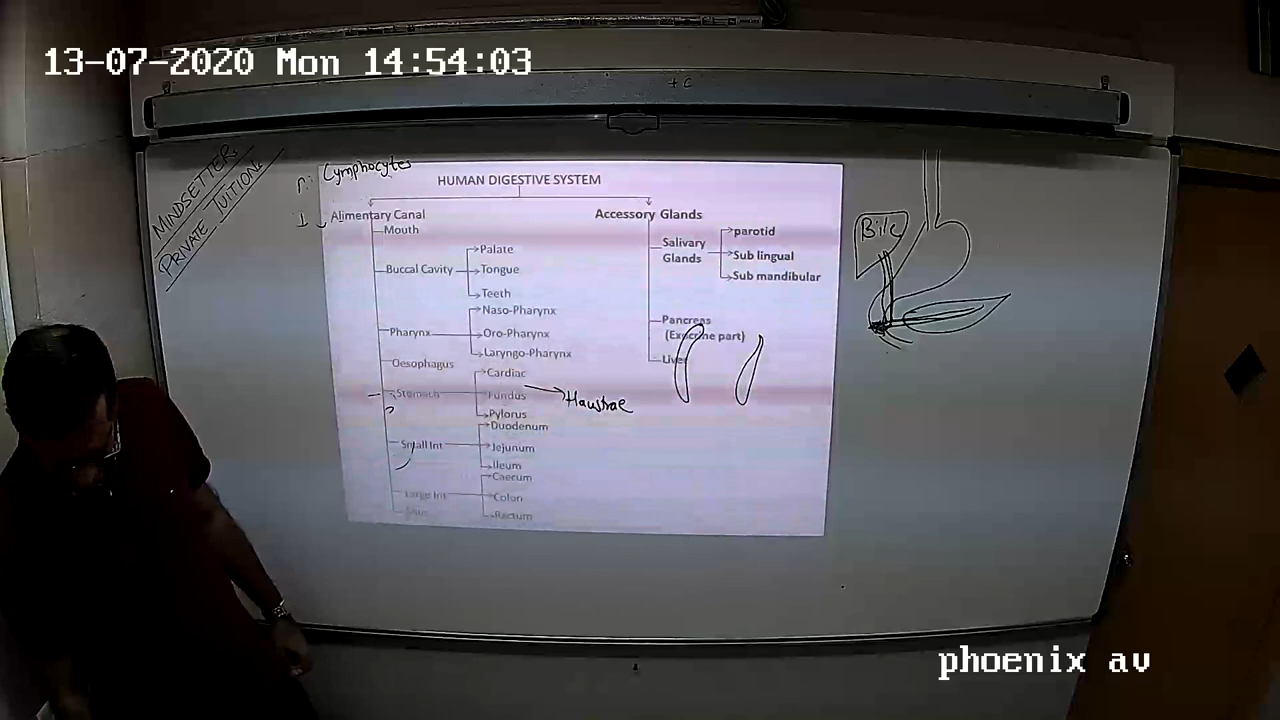 13-07-2020 Mon 14:54:03
+C
MINDSETTER
PRIVATE TUITION
Lymphocytes
HUMAN DIGESTIVE SYSTEM
Alimentary Canal
Accessory Glands
Mouth
Buccal Cavity
Palate
Tongue
Teeth
Pharynx
Naso-Pharynx
Oro-Pharynx
Laryngo-Pharynx
Oesophagus
Stomach
Cardiac
Fundus
Pylorus
Haustrae
Small Int
Duodenum
Jejunum
Ileum
Large Int
Caecum
Colon
Rectum
Salivary
Glands
parotid
Sub lingual
Sub mandibular
Pancreas
(Exocrine part)
Liver
Bile
phoenix av